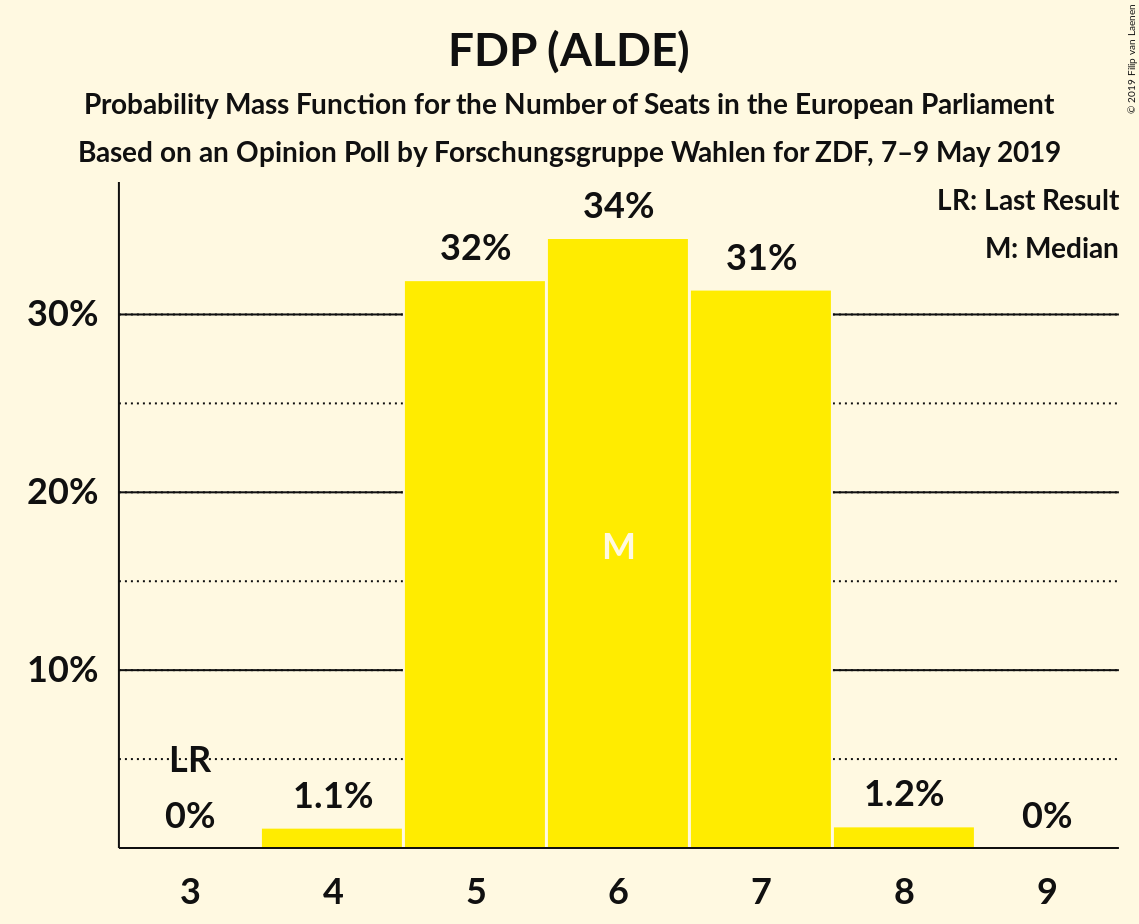 FDP (ALDE)
Probability Mass Function for the Number of Seats in the European Parliament
Based on an Opinion Poll by Forschungsgruppe Wahlen for ZDF, 7–9 May 2019
© 2019 Filip van Laenen
LR: Last Result
M: Median
34%
32%
31%
30%
20%
M
10%
LR
0%
1.1%
1.2%
0%
3 4 5 6 7 8 9